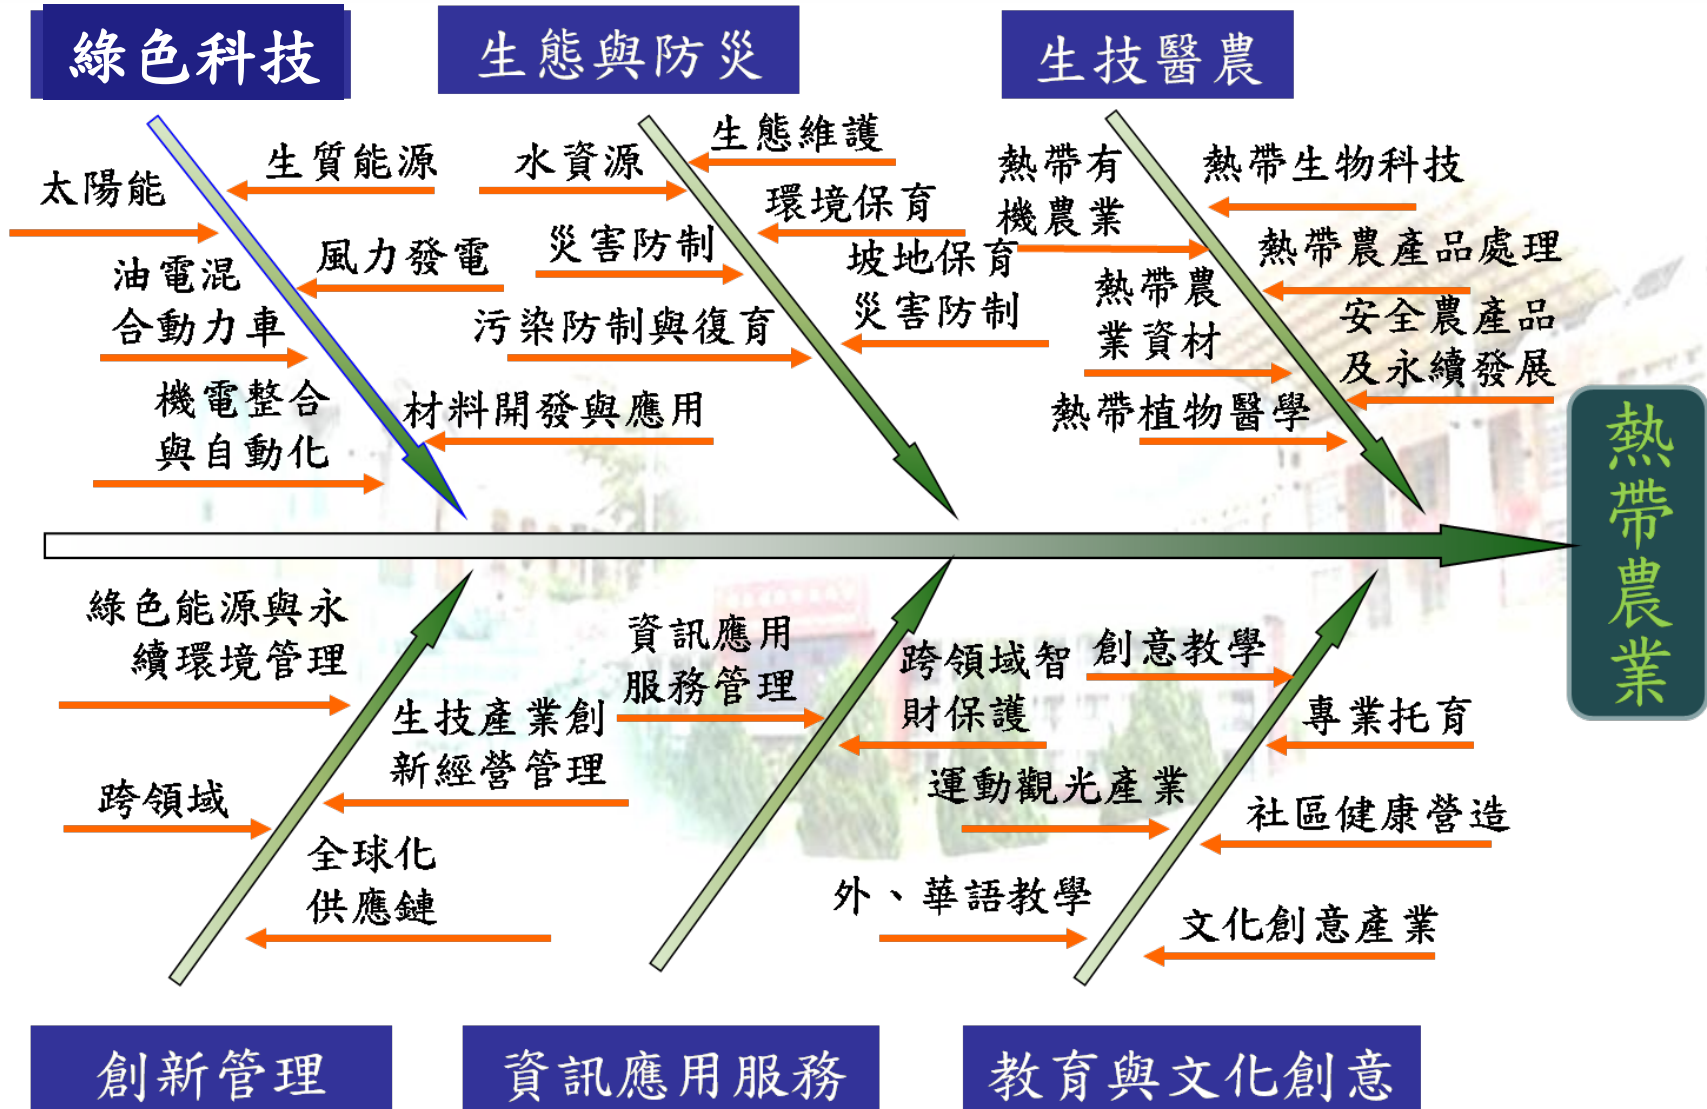 綠色科技
生態與防災
生技醫農
太陽能
生質能源
油電混
合動力車
風力發電
機電整合
與自動化
材料開發與應用
水資源
生態維護
災害防制
環境保育
污染防制與復育
坡地保育
災害防制
熱帶有
機農業
熱帶生物科技
熱帶農
業資材
熱帶農產品處理
熱帶植物醫學
安全農產品
及永續發展
熱帶農業
綠色能源與永
續環境管理
生技產業創
新經營管理
跨領域
全球化
供應鏈
資訊應用
服務管理
跨領域智
財保護
創意教學
專業托育
運動觀光產業
社區健康營造
外、華語教學
文化創意產業
創新管理
資訊應用服務
教育與文化創意